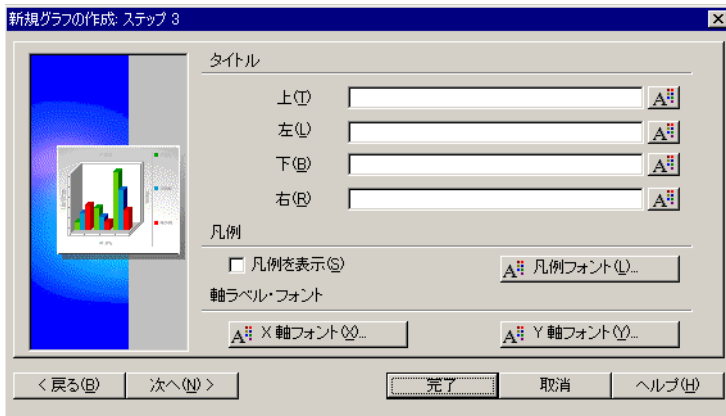 新規グラフの作成: ステップ 3
タイトル
上(T)
左(L)
下(B)
右(R)
凡例
凡例を表示(S)
A 凡例フォント(L)...
軸ラベル・フォント
A X 軸フォント(X)...
A Y 軸フォント(Y)...
< 戻る(B)
次へ(N) >
完了
取消
ヘルプ(H)